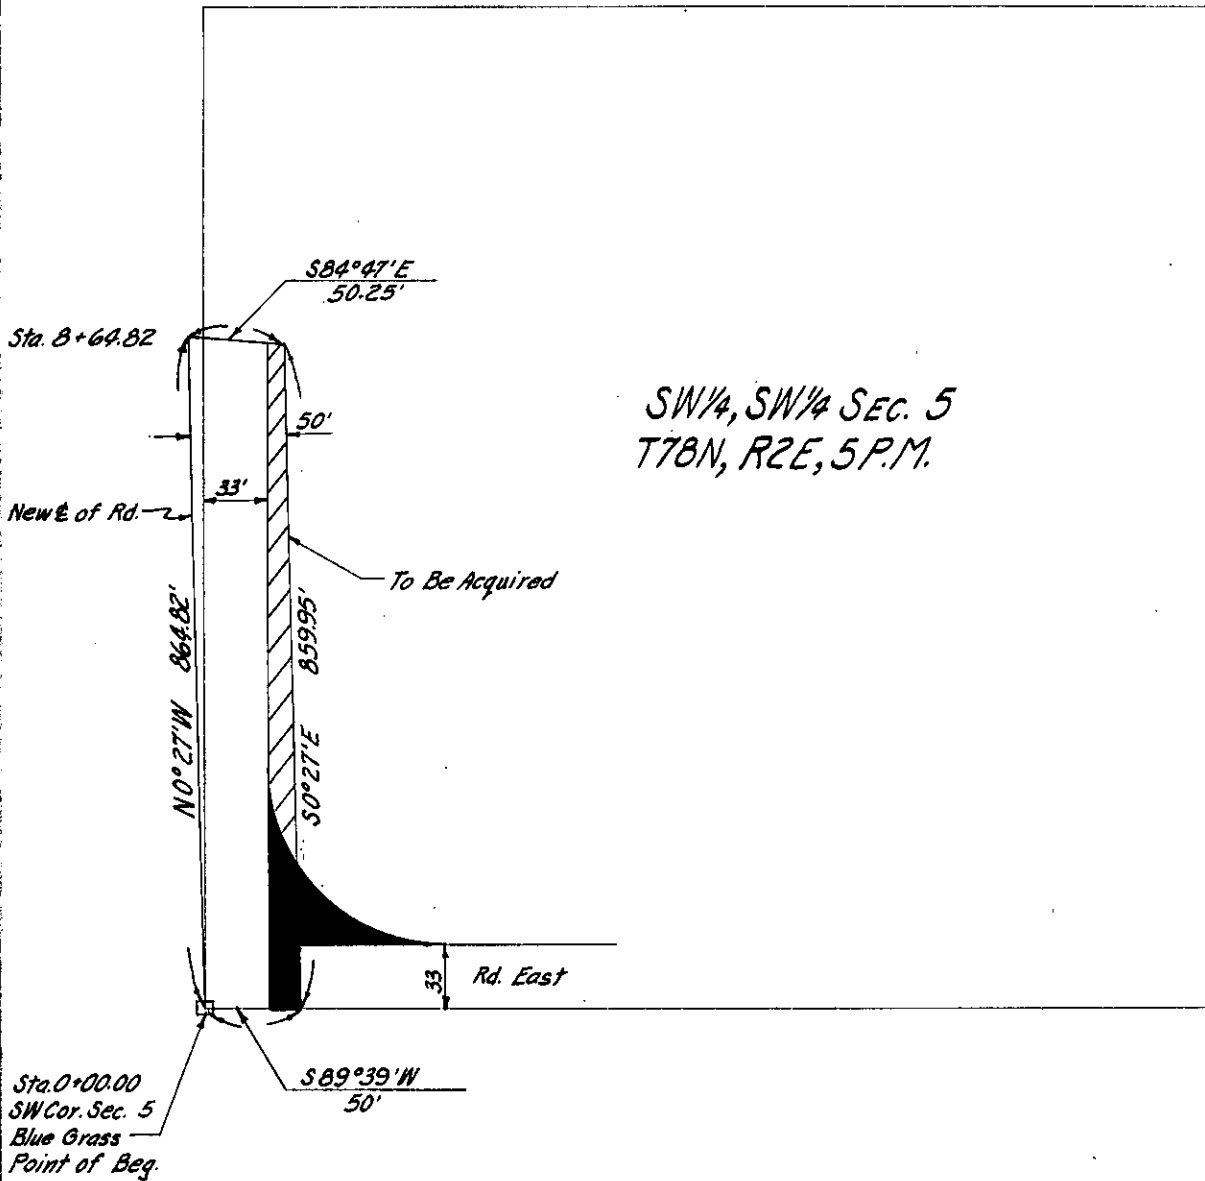 S84°47'E
50.25'
Sta. 8+64.82
SW1/4, SW1/4 SEC. 5
T78N, R2E, 5P.M.
50'
33'
New ₵ of Rd.
To Be Acquired
N0°27'W 864.82'
S0°27'E 859.95'
33
Rd. East
Sta.0+00.00
SW Cor. Sec. 5
Blue Grass
Point of Beg.
S89°39'W
50'